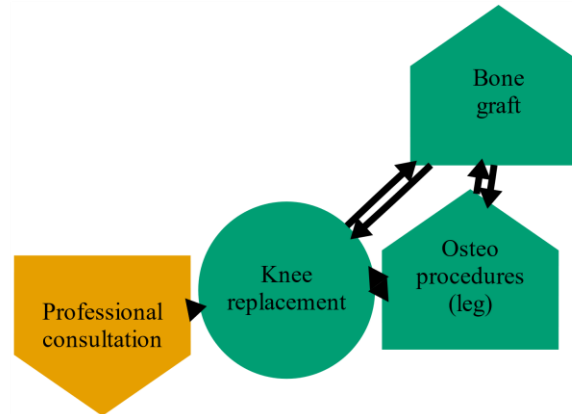 Bone
graft
Osteo
procedures
(leg)
Knee
replacement
Professional
consultation